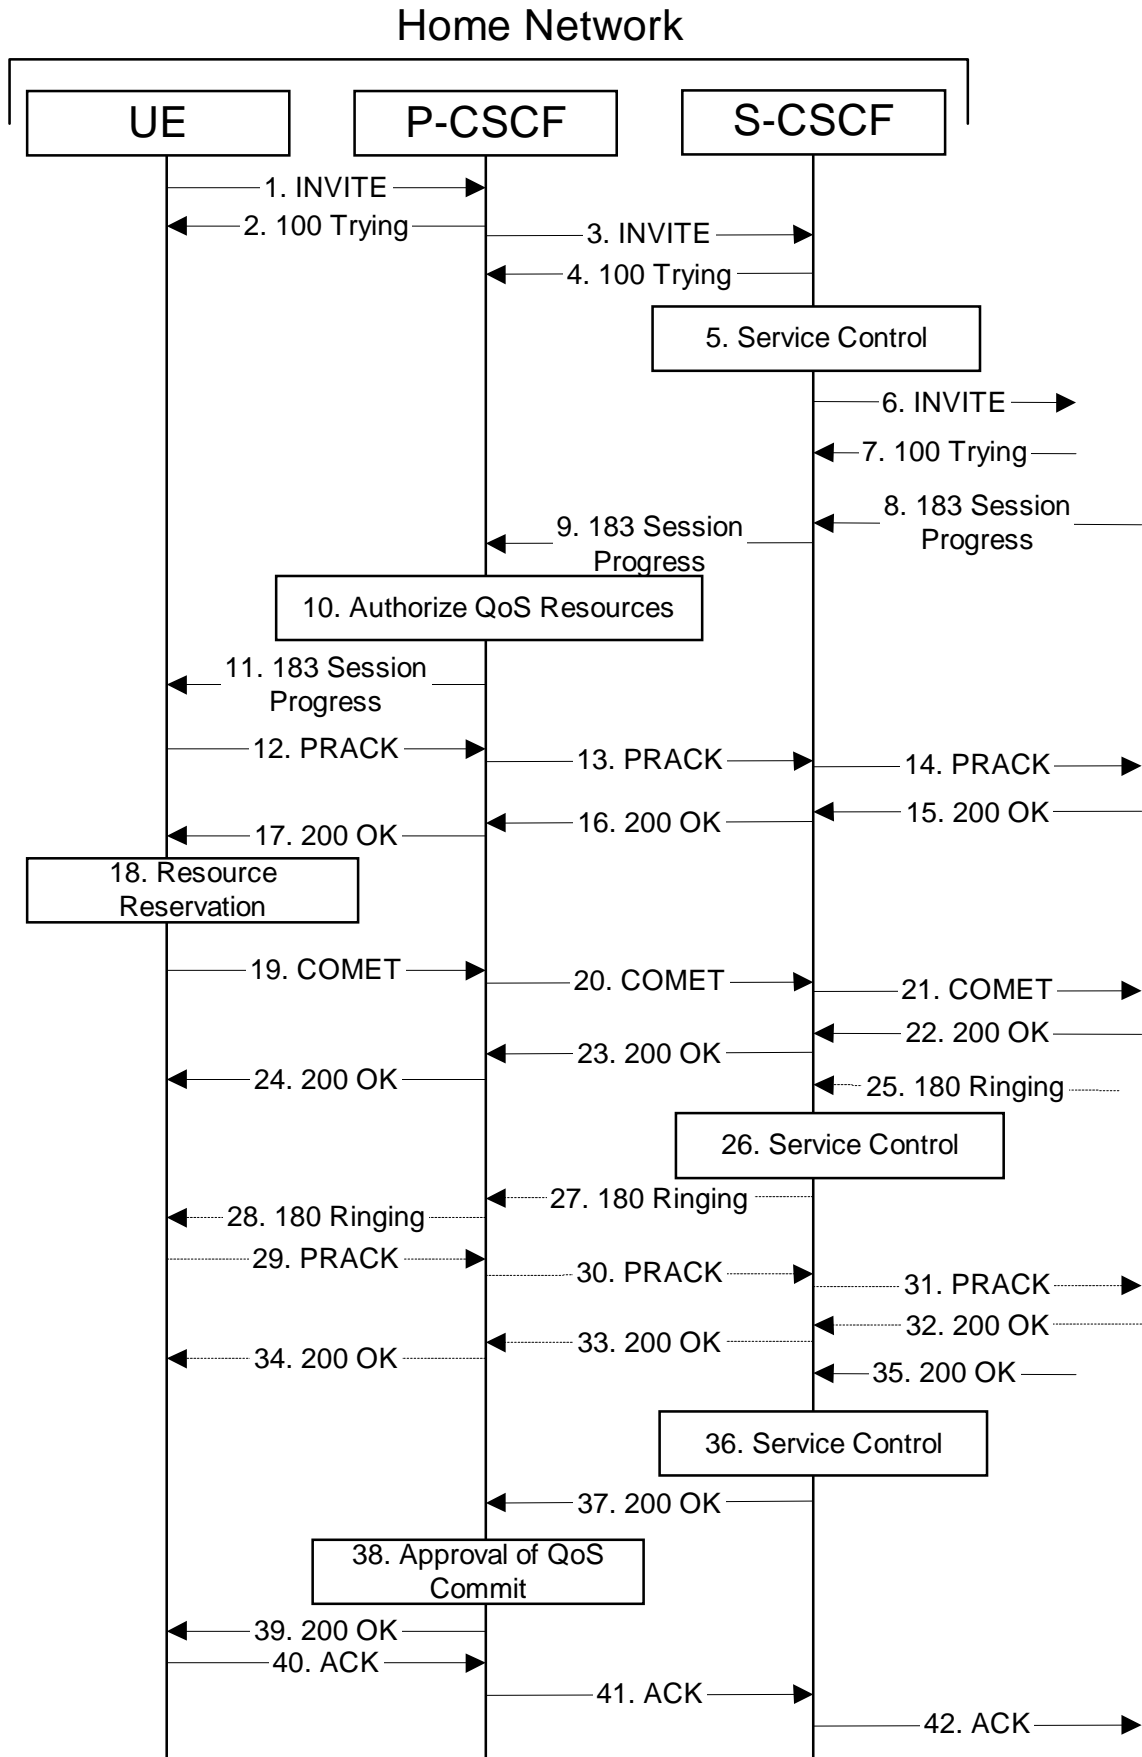 Home Network
UE
P-CSCF
S-CSCF
1. INVITE
2. 100 Trying
3. INVITE
4. 100 Trying
5. Service Control
6. INVITE
7. 100 Trying
8. 183 Session
Progress
9. 183 Session
Progress
10. Authorize QoS Resources
11. 183 Session
Progress
12. PRACK
13. PRACK
14. PRACK
15. 200 OK
16. 200 OK
17. 200 OK
18. Resource
Reservation
19. COMET
20. COMET
21. COMET
22. 200 OK
23. 200 OK
24. 200 OK
25. 180 Ringing
26. Service Control
27. 180 Ringing
28. 180 Ringing
29. PRACK
30. PRACK
31. PRACK
32. 200 OK
33. 200 OK
34. 200 OK
35. 200 OK
36. Service Control
37. 200 OK
38. Approval of QoS
Commit
39. 200 OK
40. ACK
41. ACK
42. ACK